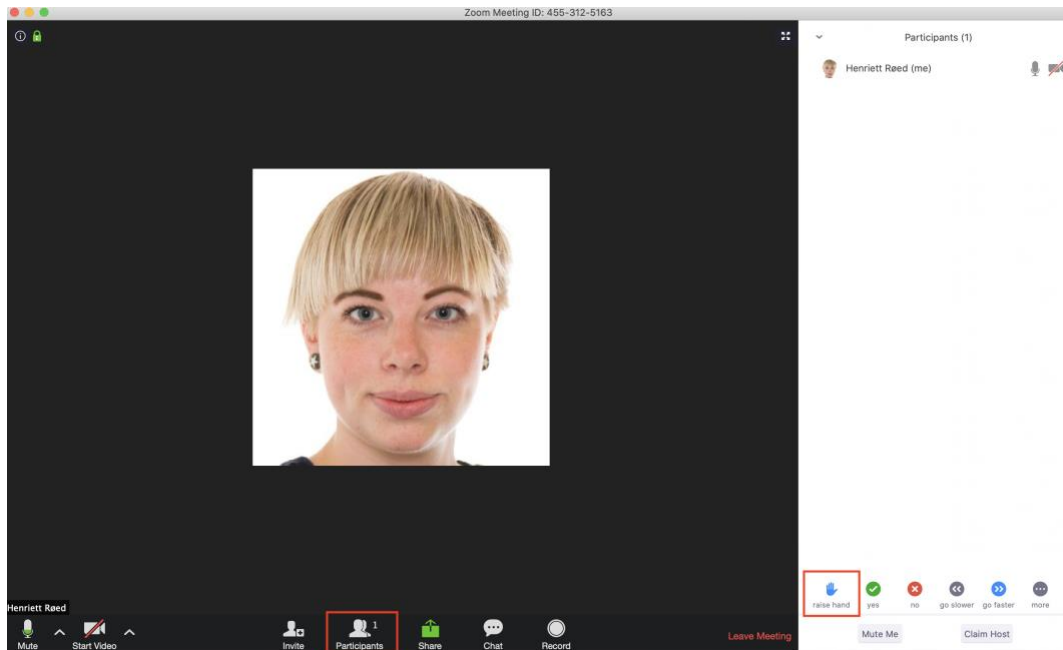 Zoom Meeting ID: 455-312-5163
Participants (1)
Henriett Røed (me)
Henriett Røed
raise hand yes no go slower go faster more
Mute Me Claim Host
1
Mute Start Video Invite Participants Share Chat Record Leave Meeting